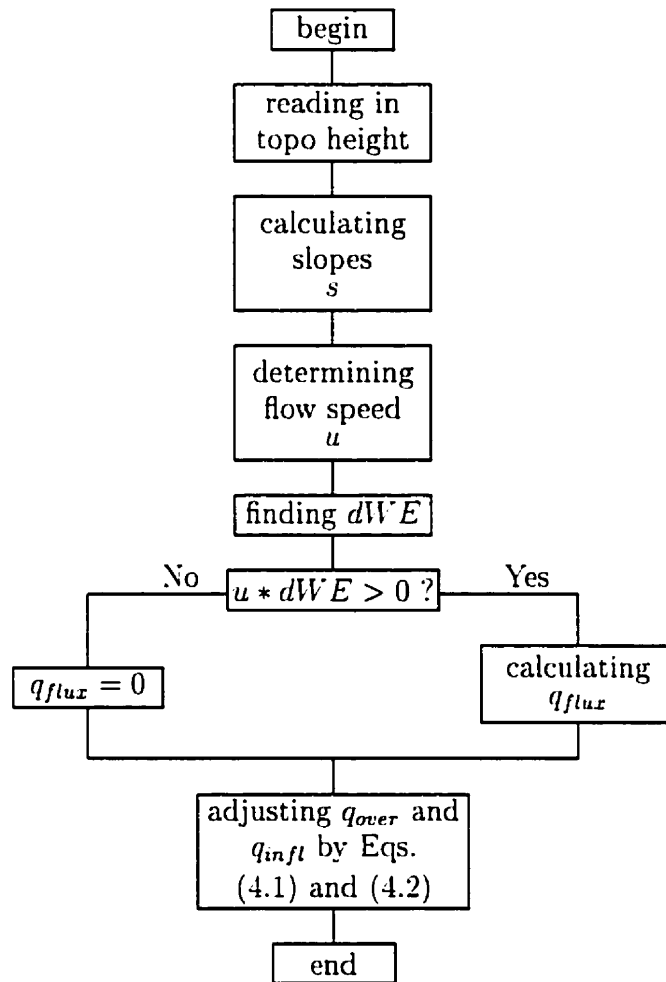 begin
reading in
topo height
calculating
slopes
s
determining
flow speed
u
finding dWE
No
u * dWE > 0 ?
Yes
q_flux = 0
calculating
q_flux
adjusting q_over and
q_infl by Eqs.
(4.1) and (4.2)
end